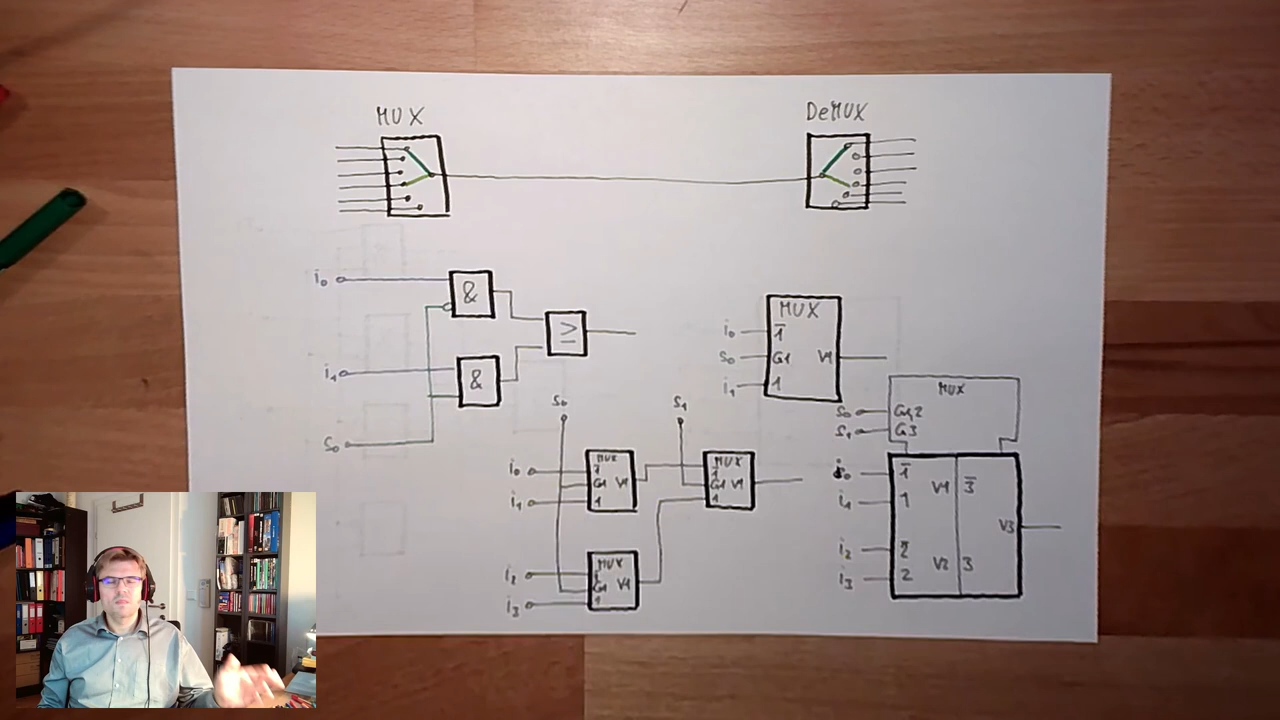 MUX
DeMUX
i₀
&
≥
i₁
&
s₀
MUX
i₀ 1̅
s₀ G1 V1
i₁ 1
s₀
s₁
MUX
i₀ 1̅
G1 V1
i₁ 1
MUX
1̅
G1 V1
1
MUX
i₂
G1 V1
i₃ 1
MUX
s₀ G1,2
s₁ G3
i₀ 1̅ V1 3̅
i₁ 1
V3
i₂ 2̅ V2 3
i₃ 2